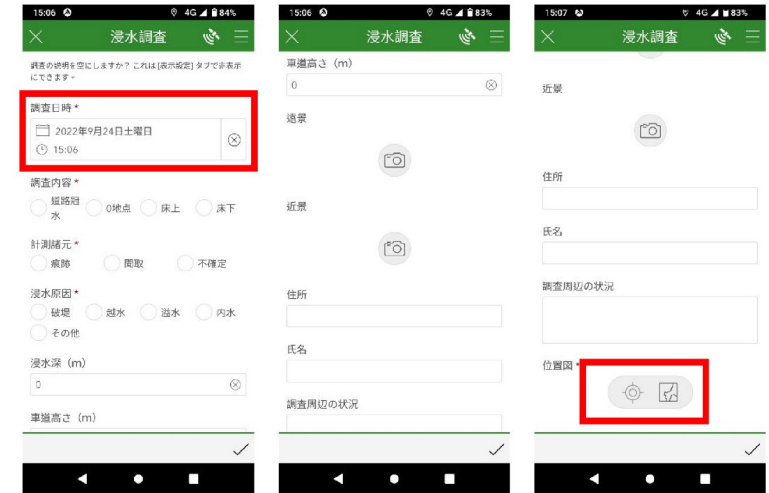 15:06 4G 84%
浸水調査
調査の説明を空にしますか? これは [表示設定] タブで非表示
にできます。
調査日時 *
2022年9月24日土曜日
15:06
調査内容 *
道路冠
水
0地点
床上
床下
計測諸元 *
痕跡
聞取
不確定
浸水原因 *
破堤
越水
溢水
内水
その他
浸水深 (m)
0
車道高さ (m)
15:06 4G 83%
浸水調査
車道高さ (m)
0
遠景
近景
住所
氏名
調査周辺の状況
15:07 4G 83%
浸水調査
近景
住所
氏名
調査周辺の状況
位置図 *